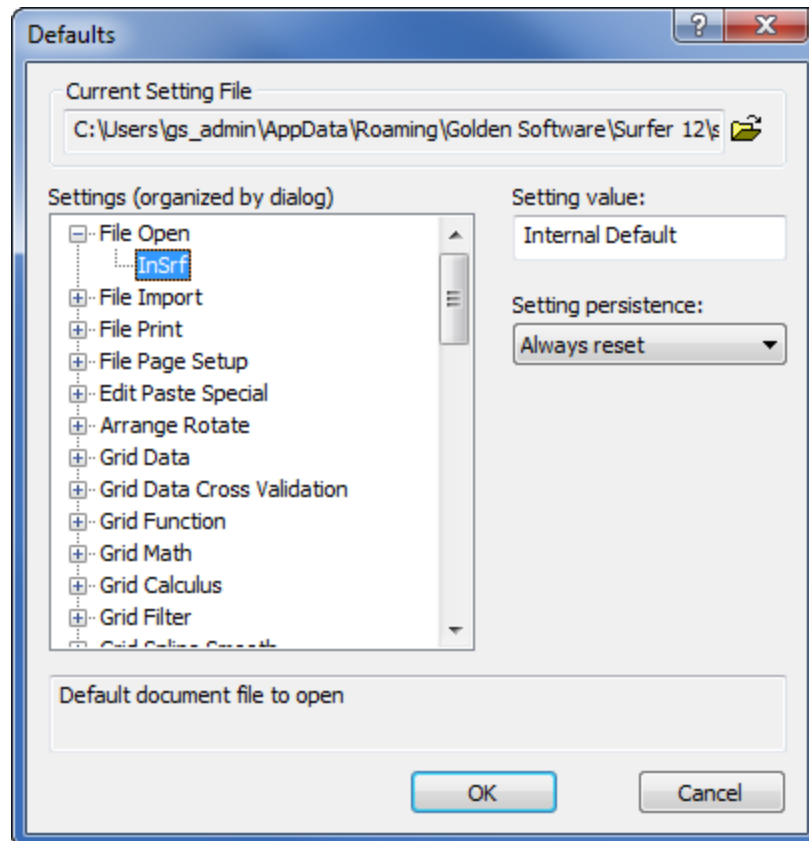 Defaults
Current Setting File
C:\Users\gs_admin\AppData\Roaming\Golden Software\Surfer 12\s
Settings (organized by dialog)
File Open
InSrf
File Import
File Print
File Page Setup
Edit Paste Special
Arrange Rotate
Grid Data
Grid Data Cross Validation
Grid Function
Grid Math
Grid Calculus
Grid Filter
Grid Spline Smooth
Setting value:
Internal Default
Setting persistence:
Always reset
Default document file to open
OK
Cancel